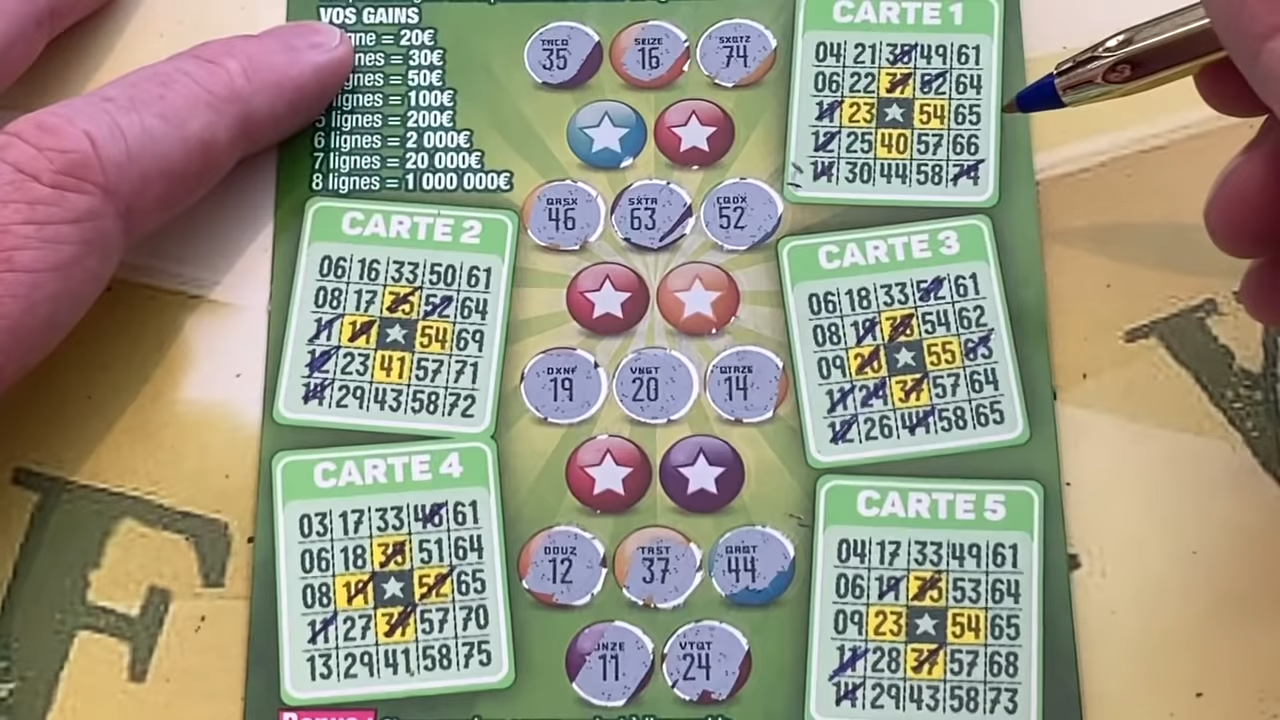 VOS GAINS
igne = 20€
nes = 30€
gnes = 50€
lignes = 100€
5 lignes = 200€
6 lignes = 2 000€
7 lignes = 20 000€
8 lignes = 1 000 000€
TRCQ SEIZE SXQTZ
35 16 74
QRSX SXTR CQDX
46 63 52
DXNF VNGT QTRZE
19 20 14
DOUZ TRST QRQT
12 37 44
ONZE VTQT
11 24
CARTE 1
04 21 35 49 61
06 22 37 52 64
11 23 54 65
12 25 40 57 66
14 30 44 58 74
CARTE 2
06 16 33 50 61
08 17 35 52 64
11 19 54 69
12 23 41 57 71
14 29 43 58 72
CARTE 3
06 18 33 52 61
08 19 35 54 62
09 20 55 63
11 24 37 57 64
12 26 44 58 65
CARTE 4
03 17 33 46 61
06 18 35 51 64
08 19 52 65
11 27 37 57 70
13 29 41 58 75
CARTE 5
04 17 33 49 61
06 19 35 53 64
09 23 54 65
11 28 37 57 68
14 29 43 58 73